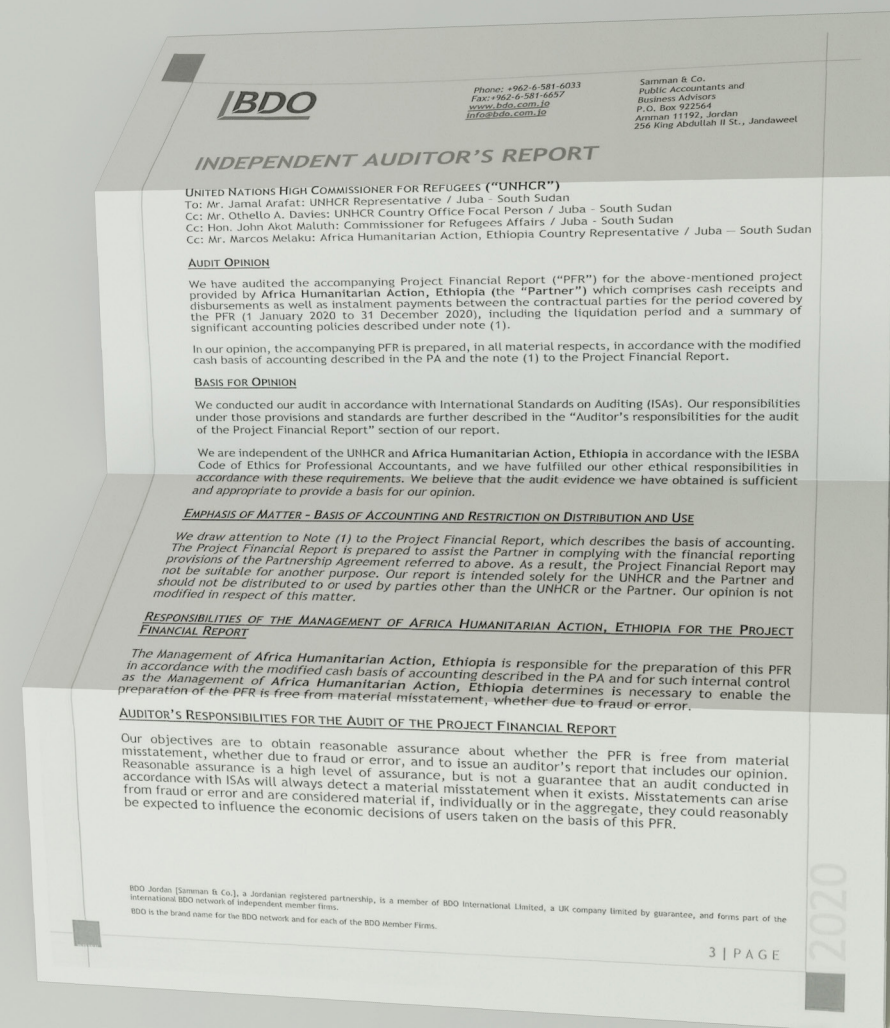 BDO
Phone: +962-6-581-6033
Fax:+962-6-581-6657
www.bdo.com.jo
info@bdo.com.jo
Samman & Co.
Public Accountants and
Business Advisors
P.O. Box 922564
Amman 11192, Jordan
256 King Abdullah II St., Jandaweel
INDEPENDENT AUDITOR'S REPORT
UNITED NATIONS HIGH COMMISSIONER FOR REFUGEES ("UNHCR")
To: Mr. Jamal Arafat: UNHCR Representative / Juba - South Sudan
Cc: Mr. Othello A. Davies: UNHCR Country Office Focal Person / Juba - South Sudan
Cc: Hon. John Akot Maluth: Commissioner for Refugees Affairs / Juba - South Sudan
Cc: Mr. Marcos Melaku: Africa Humanitarian Action, Ethiopia Country Representative / Juba — South Sudan
AUDIT OPINION
We have audited the accompanying Project Financial Report ("PFR") for the above-mentioned project
provided by Africa Humanitarian Action, Ethiopia (the "Partner") which comprises cash receipts and
disbursements as well as instalment payments between the contractual parties for the period covered by
the PFR (1 January 2020 to 31 December 2020), including the liquidation period and a summary of
significant accounting policies described under note (1).
In our opinion, the accompanying PFR is prepared, in all material respects, in accordance with the modified
cash basis of accounting described in the PA and the note (1) to the Project Financial Report.
BASIS FOR OPINION
We conducted our audit in accordance with International Standards on Auditing (ISAs). Our responsibilities
under those provisions and standards are further described in the "Auditor's responsibilities for the audit
of the Project Financial Report" section of our report.
We are independent of the UNHCR and Africa Humanitarian Action, Ethiopia in accordance with the IESBA
Code of Ethics for Professional Accountants, and we have fulfilled our other ethical responsibilities in
accordance with these requirements. We believe that the audit evidence we have obtained is sufficient
and appropriate to provide a basis for our opinion.
EMPHASIS OF MATTER - BASIS OF ACCOUNTING AND RESTRICTION ON DISTRIBUTION AND USE
We draw attention to Note (1) to the Project Financial Report, which describes the basis of accounting.
The Project Financial Report is prepared to assist the Partner in complying with the financial reporting
provisions of the Partnership Agreement referred to above. As a result, the Project Financial Report may
not be suitable for another purpose. Our report is intended solely for the UNHCR and the Partner and
should not be distributed to or used by parties other than the UNHCR or the Partner. Our opinion is not
modified in respect of this matter.
RESPONSIBILITIES OF THE MANAGEMENT OF AFRICA HUMANITARIAN ACTION, ETHIOPIA FOR THE PROJECT
FINANCIAL REPORT
The Management of Africa Humanitarian Action, Ethiopia is responsible for the preparation of this PFR
in accordance with the modified cash basis of accounting described in the PA and for such internal control
as the Management of Africa Humanitarian Action, Ethiopia determines is necessary to enable the
preparation of the PFR is free from material misstatement, whether due to fraud or error.
AUDITOR'S RESPONSIBILITIES FOR THE AUDIT OF THE PROJECT FINANCIAL REPORT
Our objectives are to obtain reasonable assurance about whether the PFR is free from material
misstatement, whether due to fraud or error, and to issue an auditor's report that includes our opinion.
Reasonable assurance is a high level of assurance, but is not a guarantee that an audit conducted in
accordance with ISAs will always detect a material misstatement when it exists. Misstatements can arise
from fraud or error and are considered material if, individually or in the aggregate, they could reasonably
be expected to influence the economic decisions of users taken on the basis of this PFR.
BDO Jordan [Samman & Co.], a Jordanian registered partnership, is a member of BDO International Limited, a UK company limited by guarantee, and forms part of the
international BDO network of independent member firms.
BDO is the brand name for the BDO network and for each of the BDO Member Firms.
3 | PAGE
2020